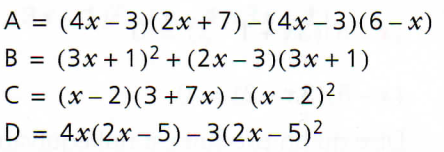 A = (4x – 3)(2x + 7) – (4x – 3)(6 – x)
B = (3x + 1)² + (2x – 3)(3x + 1)
C = (x – 2)(3 + 7x) – (x – 2)²
D = 4x(2x – 5) – 3(2x – 5)²